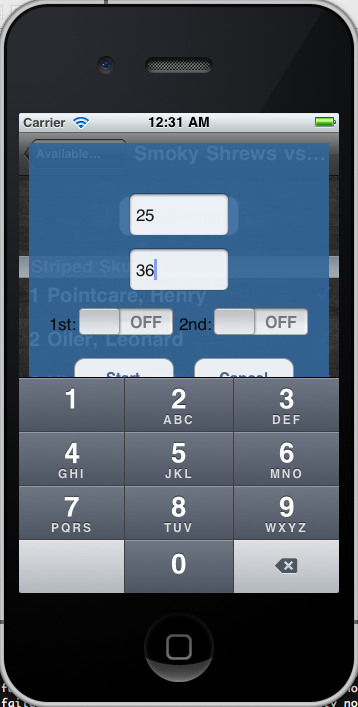 Carrier 12:31 AM
Available... Smoky Shrews vs...
25
36
Striped
1 Pointcare, Henry
1st: OFF 2nd: OFF
2 Oiler, Leonard
Start Cancel
1 2 3
ABC DEF
4 5 6
GHI JKL MNO
7 8 9
PQRS TUV WXYZ
0